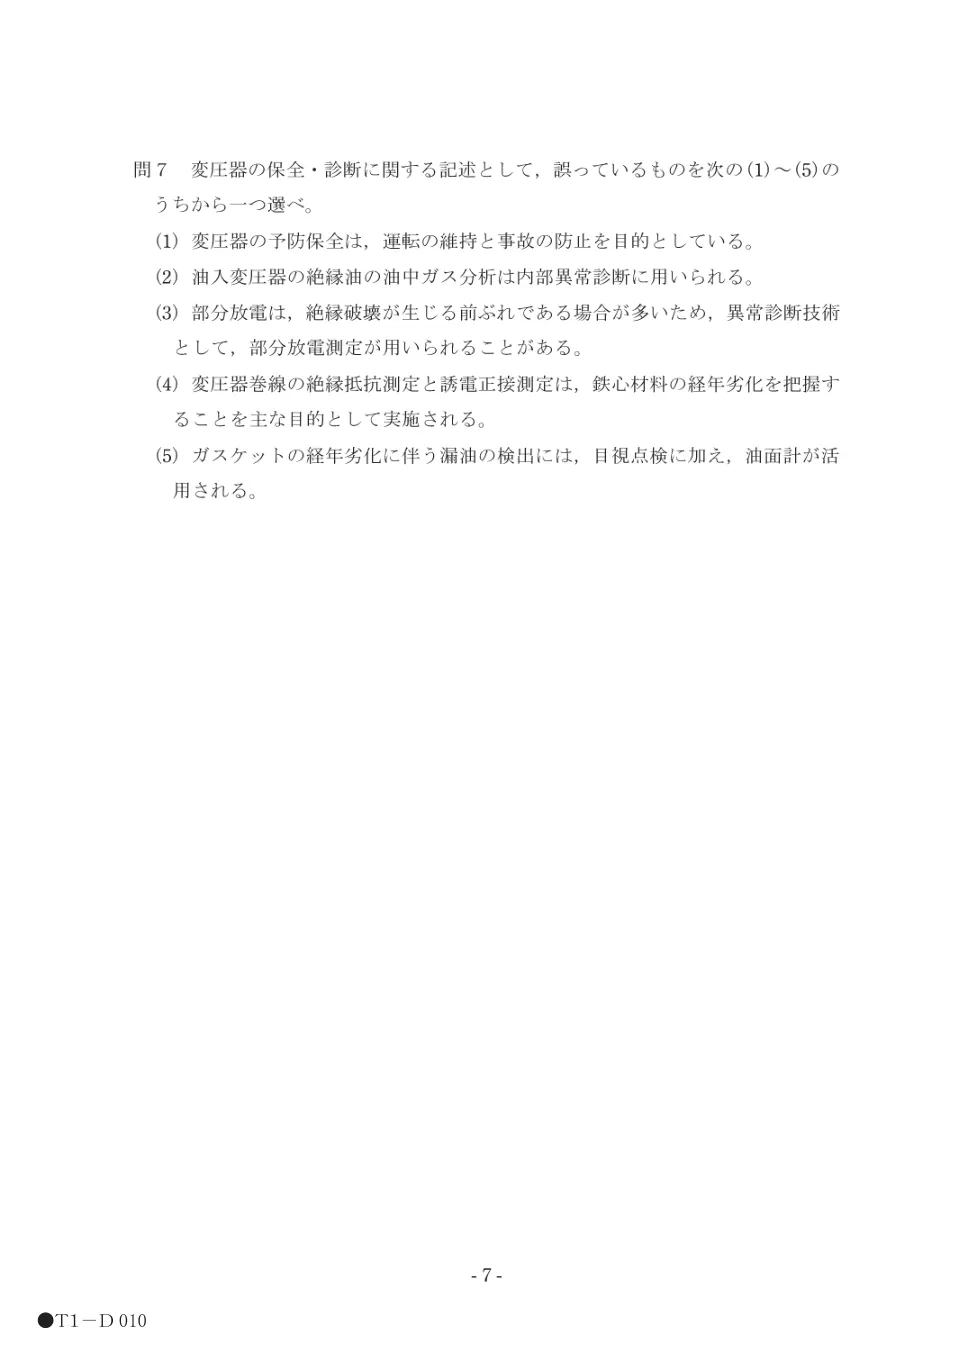 問７　変圧器の保全・診断に関する記述として，誤っているものを次の(1)～(5)の
うちから一つ選べ。
(1) 変圧器の予防保全は，運転の維持と事故の防止を目的としている。
(2) 油入変圧器の絶縁油の油中ガス分析は内部異常診断に用いられる。
(3) 部分放電は，絶縁破壊が生じる前ぶれである場合が多いため，異常診断技術
として，部分放電測定が用いられることがある。
(4) 変圧器巻線の絶縁抵抗測定と誘電正接測定は，鉄心材料の経年劣化を把握す
ることを主な目的として実施される。
(5) ガスケットの経年劣化に伴う漏油の検出には，目視点検に加え，油面計が活
用される。
- 7 -
●T1－D 010